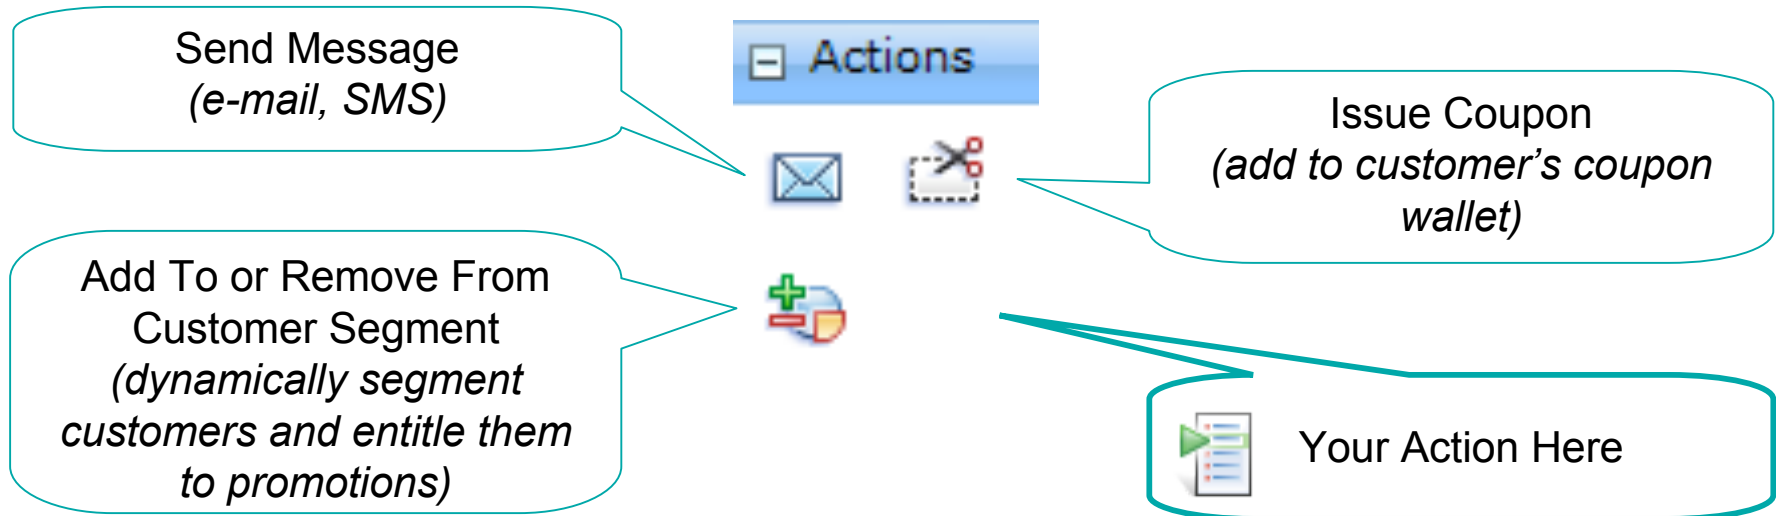 Send Message
(e-mail, SMS)
Actions
Issue Coupon
(add to customer’s coupon
wallet)
Add To or Remove From
Customer Segment
(dynamically segment
customers and entitle them
to promotions)
Your Action Here